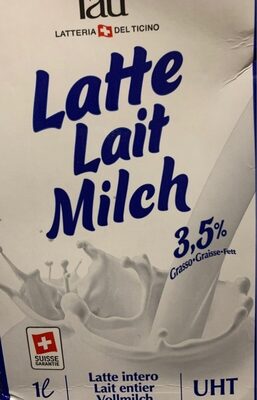 LATTERIA DEL TICINO
Latte
Lait
Milch
3,5%
Grasso•Graisse•Fett
SUISSE
GARANTIE
1l
Latte intero
Lait entier
Vollmilch
UHT